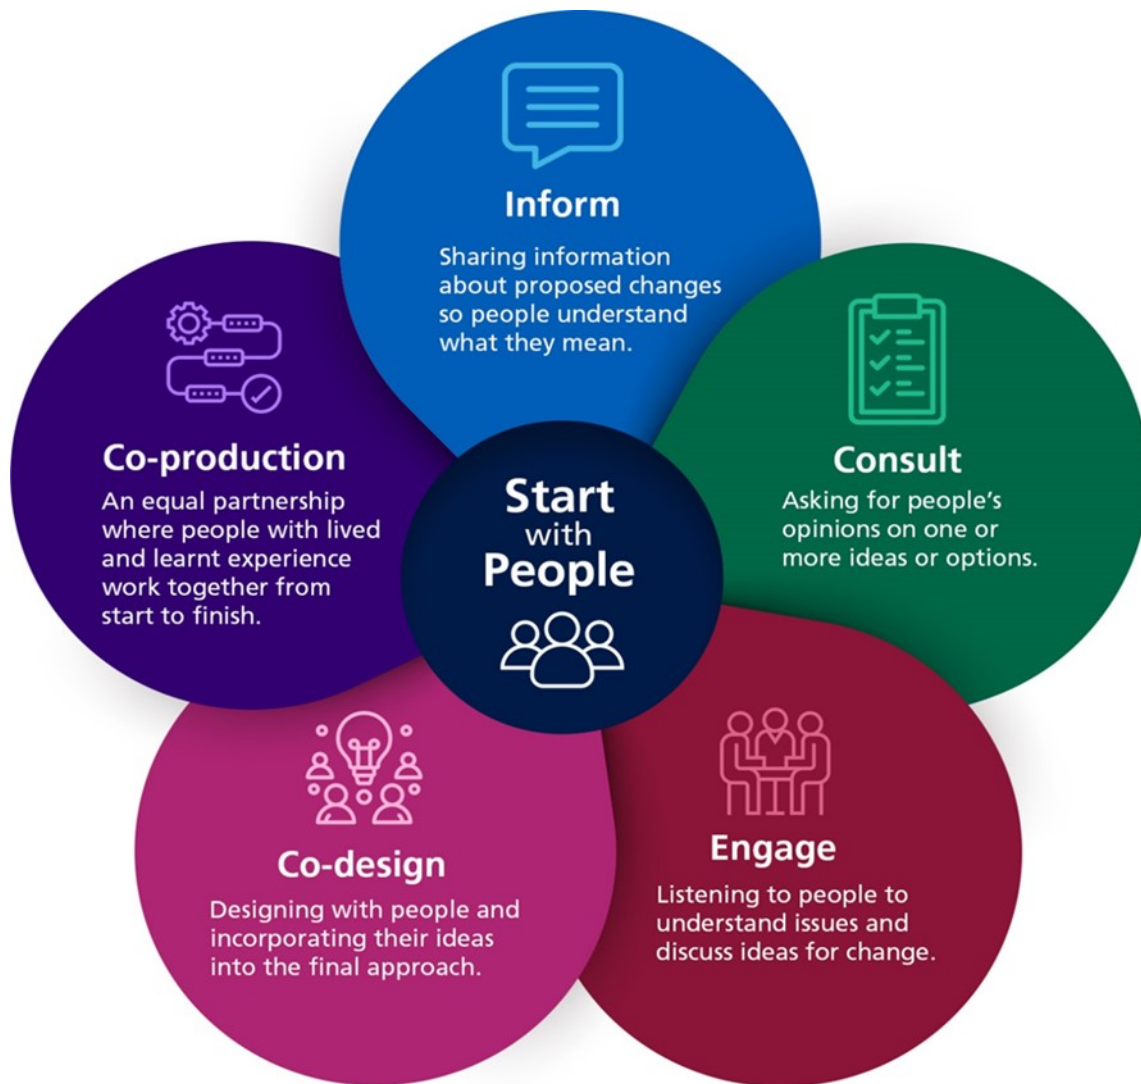 Inform
Sharing information
about proposed changes
so people understand
what they mean.
Consult
Asking for people's
opinions on one or
more ideas or options.
Engage
Listening to people to
understand issues and
discuss ideas for change.
Co-design
Designing with people and
incorporating their ideas
into the final approach.
Co-production
An equal partnership
where people with lived
and learnt experience
work together from
start to finish.
Start
with
People